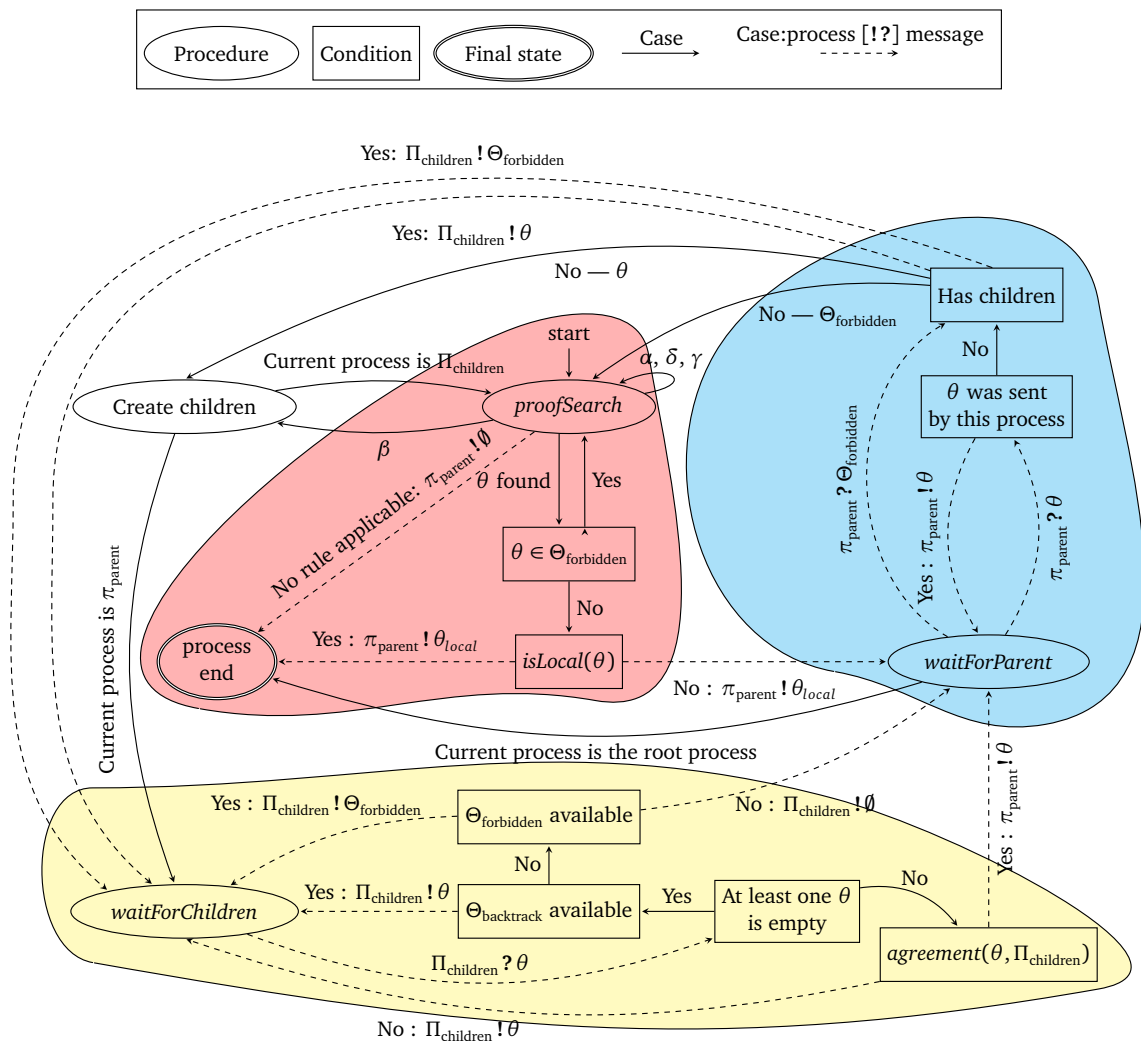 Procedure
Condition
Final state
Case
Case:process [!?] message
Yes: Π_children ! Θ_forbidden
Yes: Π_children ! θ
No — θ
Has children
No — Θ_forbidden
start
No
Current process is Π_children
α, δ, γ
θ was sent
by this process
Create children
proofSearch
β
π_parent ? Θ_forbidden
θ found
Yes
No rule applicable: π_parent ! ∅
Yes : π_parent ! θ
π_parent ? θ
θ ∈ Θ_forbidden
No
Current process is π_parent
process
end
Yes : π_parent ! θ_local
isLocal(θ)
waitForParent
No : π_parent ! θ_local
Current process is the root process
Yes : Π_children ! Θ_forbidden
Θ_forbidden available
No : Π_children ! ∅
Yes : π_parent ! θ
No
waitForChildren
Yes : Π_children ! θ
Θ_backtrack available
Yes
At least one θ
is empty
No
Π_children ? θ
agreement(θ, Π_children)
No : Π_children ! θ